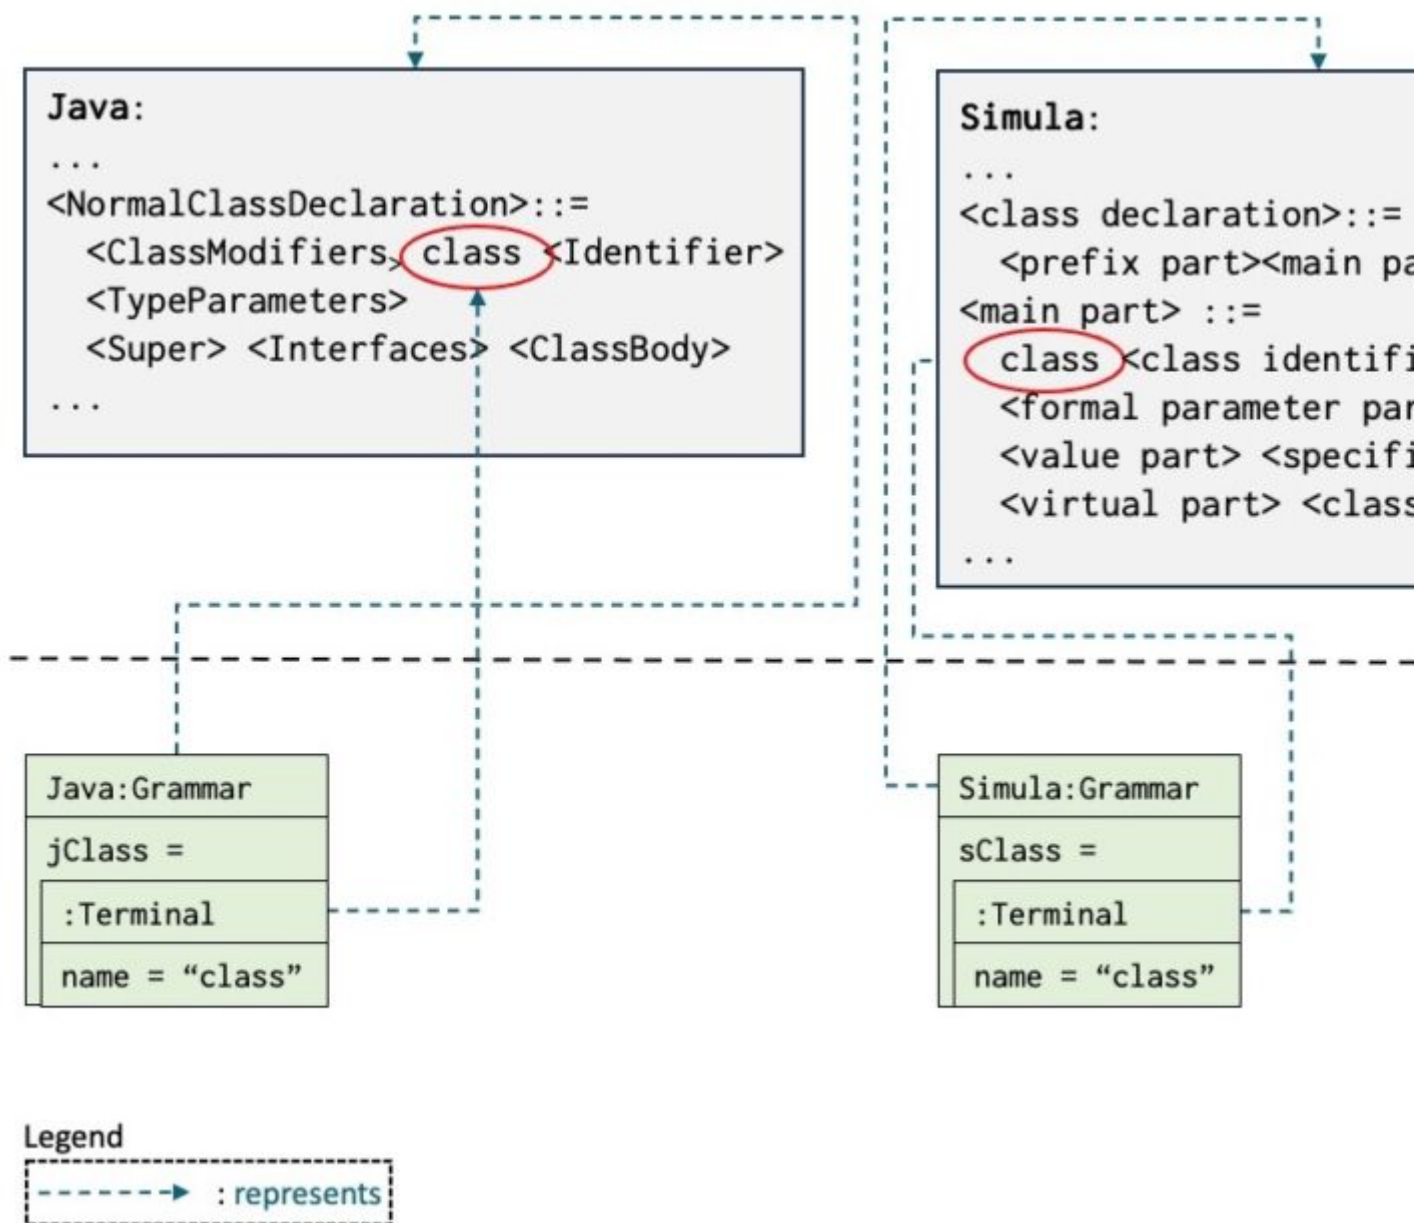 Java:
...
<NormalClassDeclaration>::=
<ClassModifiers> class <Identifier>
<TypeParameters>
<Super> <Interfaces> <ClassBody>
...
Simula:
...
<class declaration>::=
<prefix part><main pa
<main part> ::=
class <class identifi
<formal parameter par
<value part> <specifi
<virtual part> <class
...
Java:Grammar
jClass =
:Terminal
name = “class”
Simula:Grammar
sClass =
:Terminal
name = “class”
Legend
: represents